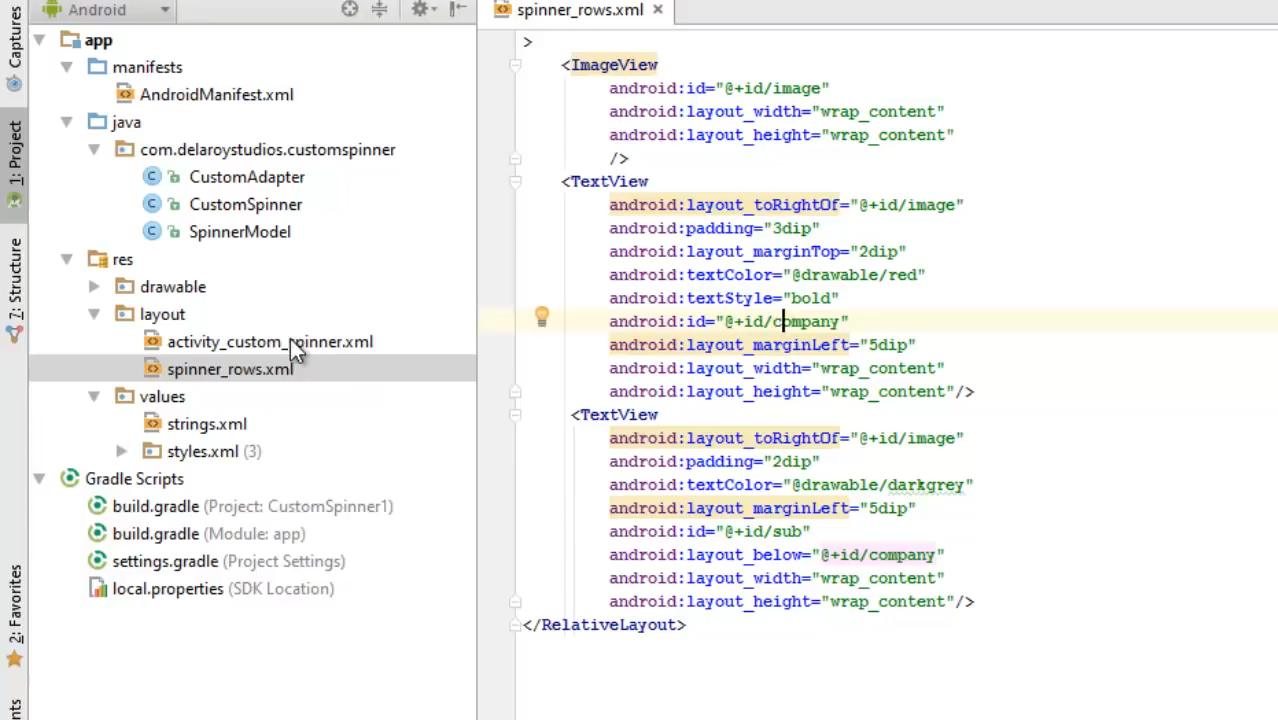 Android
spinner_rows.xml
Captures
1: Project
7: Structure
2: Favorites
app
manifests
AndroidManifest.xml
java
com.delaroystudios.customspinner
CustomAdapter
CustomSpinner
SpinnerModel
res
drawable
layout
activity_custom_spinner.xml
spinner_rows.xml
values
strings.xml
styles.xml (3)
Gradle Scripts
build.gradle (Project: CustomSpinner1)
build.gradle (Module: app)
settings.gradle (Project Settings)
local.properties (SDK Location)
>
<ImageView
android:id="@+id/image"
android:layout_width="wrap_content"
android:layout_height="wrap_content"
/>
<TextView
android:layout_toRightOf="@+id/image"
android:padding="3dip"
android:layout_marginTop="2dip"
android:textColor="@drawable/red"
android:textStyle="bold"
android:id="@+id/company"
android:layout_marginLeft="5dip"
android:layout_width="wrap_content"
android:layout_height="wrap_content"/>
<TextView
android:layout_toRightOf="@+id/image"
android:padding="2dip"
android:textColor="@drawable/darkgrey"
android:layout_marginLeft="5dip"
android:id="@+id/sub"
android:layout_below="@+id/company"
android:layout_width="wrap_content"
android:layout_height="wrap_content"/>
</RelativeLayout>